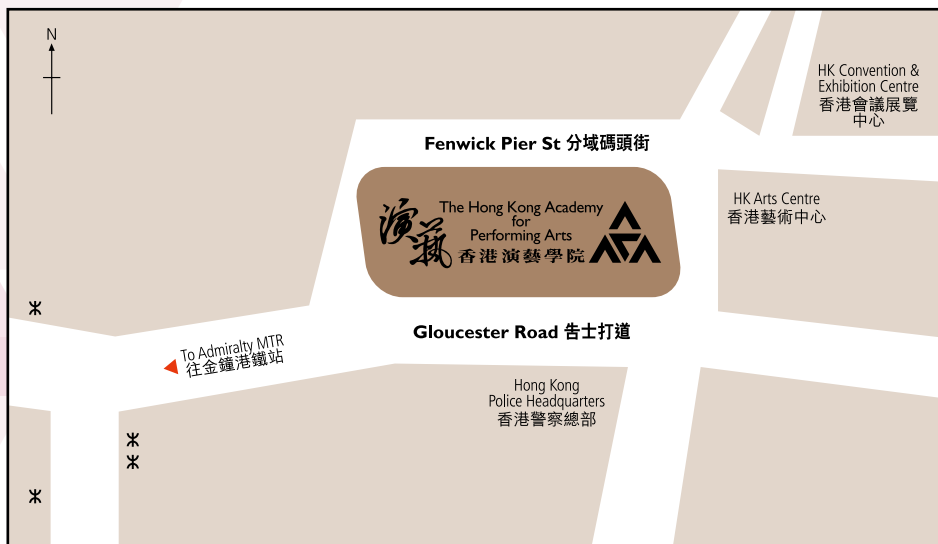 N
HK Convention &
Exhibition Centre
香港會議展覽
中心
Fenwick Pier St 分域碼頭街
HK Arts Centre
香港藝術中心
演藝
The Hong Kong Academy
for
Performing Arts
香港演藝學院
Gloucester Road 告士打道
To Admiralty MTR
往金鐘港鐵站
Hong Kong
Police Headquarters
香港警察總部